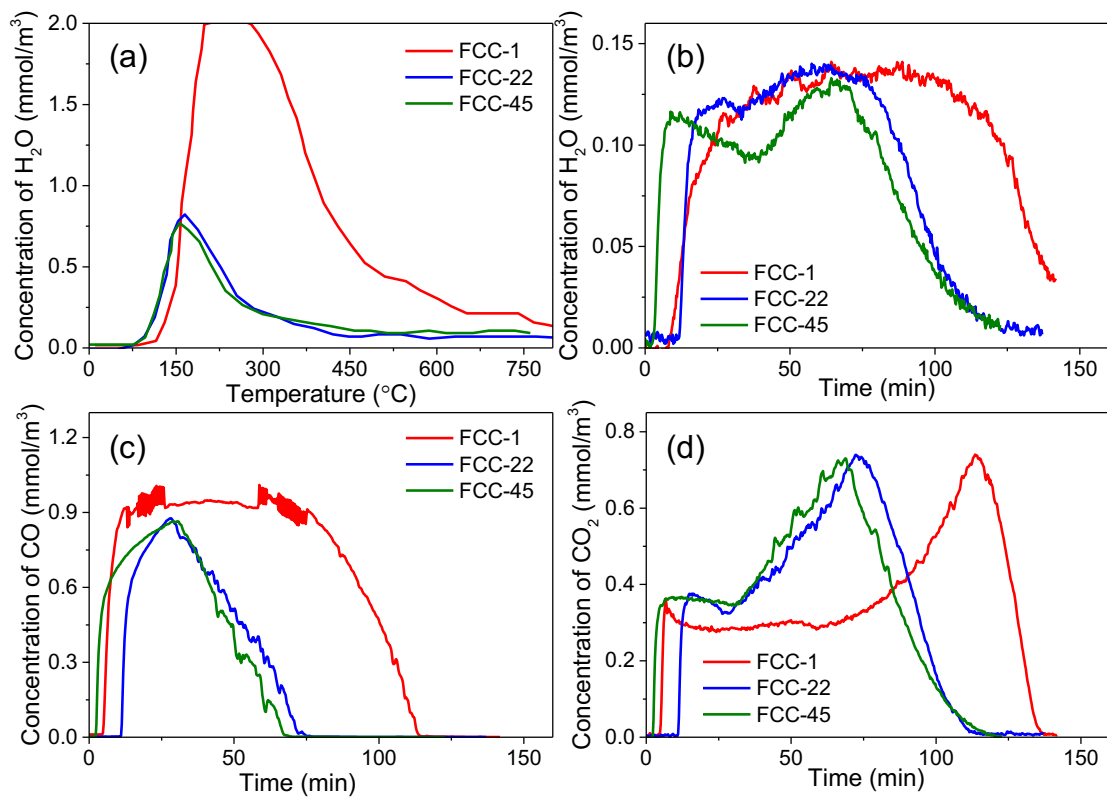 (a)
FCC-1
FCC-22
FCC-45
2.0
1.5
1.0
0.5
0.0
Concentration of H₂O (mmol/m³)
0 150 300 450 600 750
Temperature (°C)
(b)
FCC-1
FCC-22
FCC-45
0.15
0.10
0.05
0.00
Concentration of H₂O (mmol/m³)
0 50 100 150
Time (min)
(c)
FCC-1
FCC-22
FCC-45
1.2
0.9
0.6
0.3
0.0
Concentration of CO (mmol/m³)
0 50 100 150
Time (min)
(d)
FCC-1
FCC-22
FCC-45
0.8
0.6
0.4
0.2
0.0
Concentration of CO₂ (mmol/m³)
0 50 100 150
Time (min)